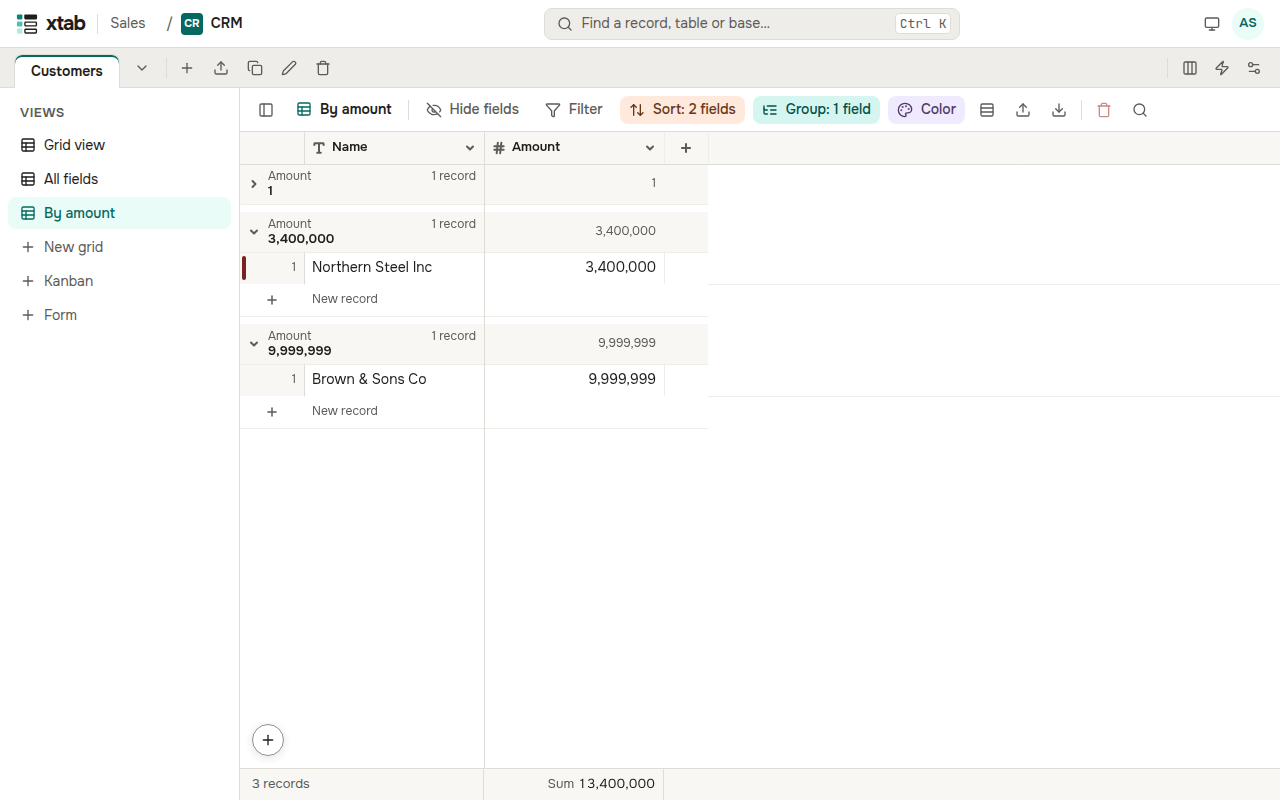 xtab Sales / CR CRM Find a record, table or base... Ctrl K AS
Customers
VIEWS
Grid view
All fields
By amount
New grid
Kanban
Form
By amount Hide fields Filter Sort: 2 fields Group: 1 field Color
Name Amount
Amount 1 record 1
1
Amount 1 record 3,400,000
3,400,000
1 Northern Steel Inc 3,400,000
New record
Amount 1 record 9,999,999
9,999,999
1 Brown & Sons Co 9,999,999
New record
3 records Sum 13,400,000